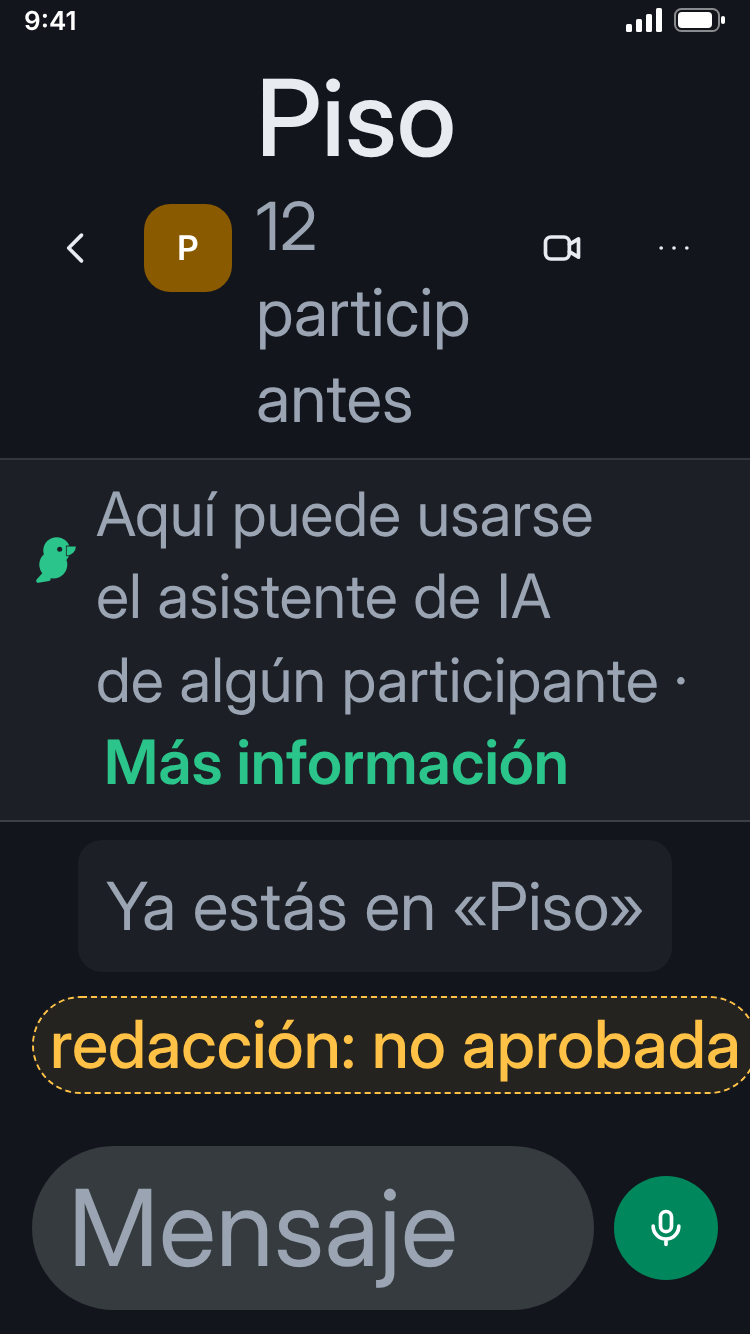 9:41
Piso
P
12
particip
antes
Aquí puede usarse
el asistente de IA
de algún participante ·
Más información
Ya estás en «Piso»
redacción: no aprobada
Mensaje